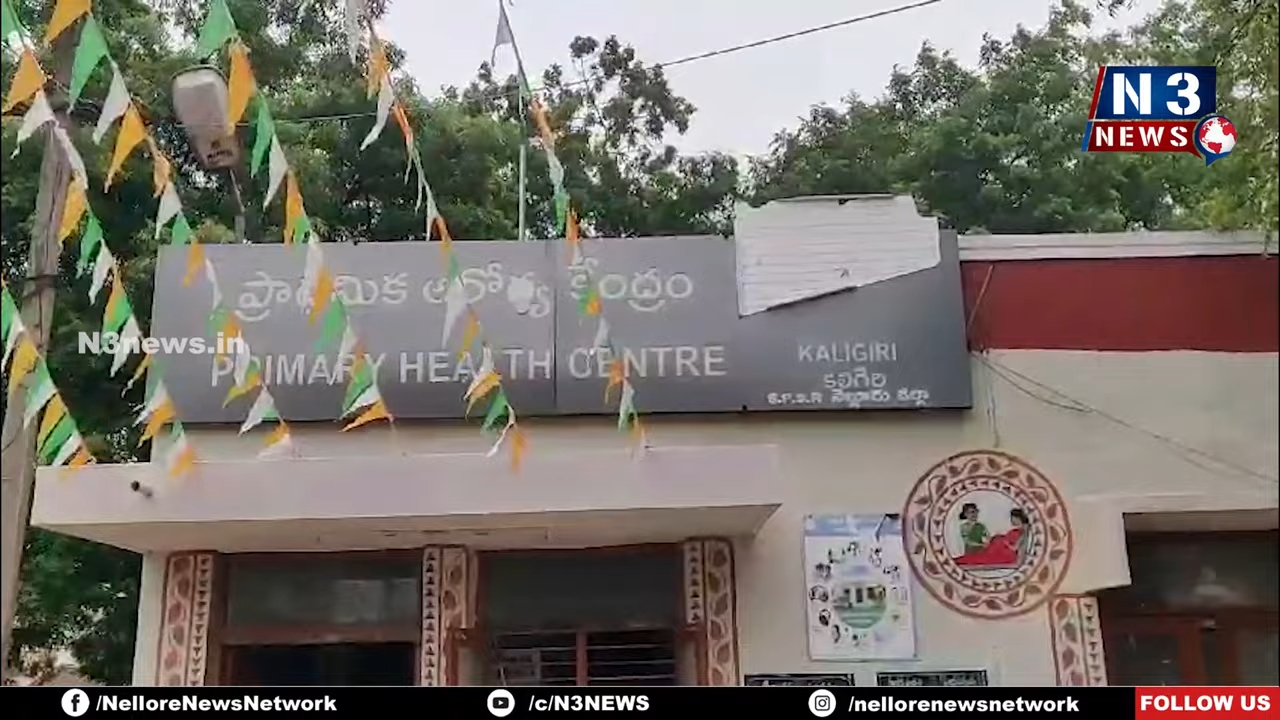 N3
NEWS
ప్రాథమిక ఆరోగ్య కేంద్రం
N3news.in
PRIMARY HEALTH CENTRE
KALIGIRI
కలిగిరి
S.P.S.R నెల్లూరు జిల్లా
/NelloreNewsNetwork
/c/N3NEWS
/nellorenewsnetwork
FOLLOW US